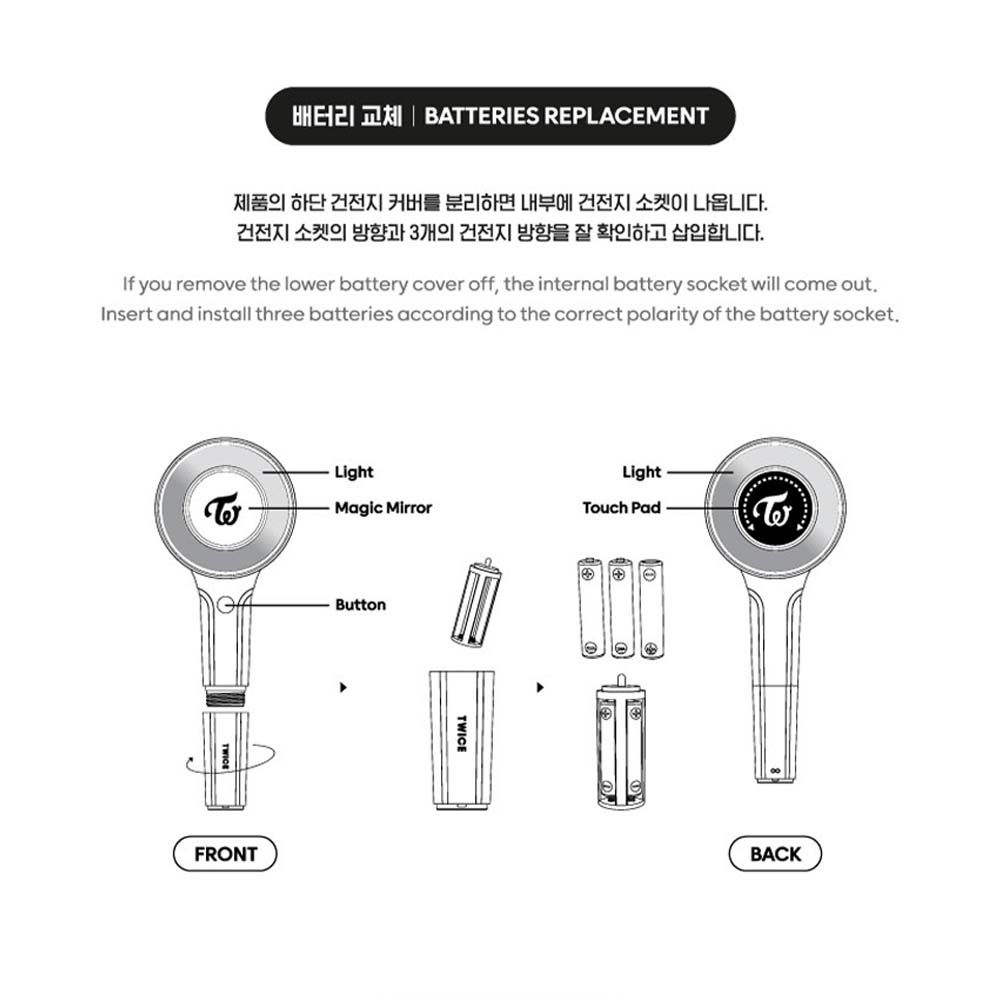 배터리 교체 | BATTERIES REPLACEMENT
제품의 하단 건전지 커버를 분리하면 내부에 건전지 소켓이 나옵니다.
건전지 소켓의 방향과 3개의 건전지 방향을 잘 확인하고 삽입합니다.
If you remove the lower battery cover off, the internal battery socket will come out.
Insert and install three batteries according to the correct polarity of the battery socket.
Light
Magic Mirror
Button
Light
Touch Pad
TW
TW
TWICE
TWICE
FRONT
BACK